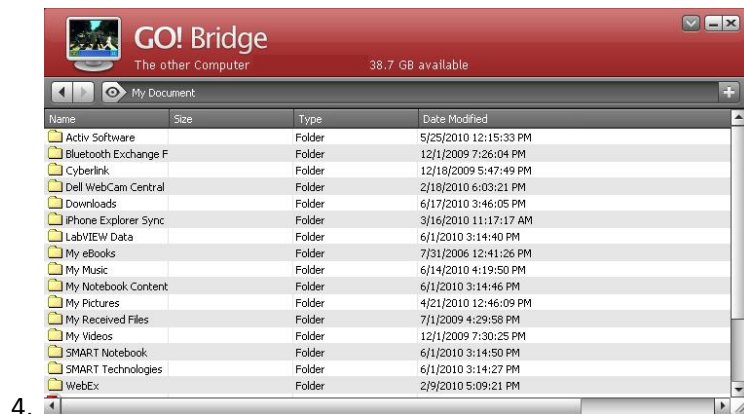 GO! Bridge
The other Computer 38.7 GB available
My Document
Name Size Type Date Modified
Activ Software Folder 5/25/2010 12:15:33 PM
Bluetooth Exchange F Folder 12/1/2009 7:26:04 PM
Cyberlink Folder 12/18/2009 5:47:49 PM
Dell WebCam Central Folder 2/18/2010 6:03:21 PM
Downloads Folder 6/17/2010 3:46:05 PM
iPhone Explorer Sync Folder 3/16/2010 11:17:17 AM
LabVIEW Data Folder 6/1/2010 3:14:40 PM
My eBooks Folder 7/31/2006 12:41:26 PM
My Music Folder 6/14/2010 4:19:50 PM
My Notebook Content Folder 6/1/2010 3:14:46 PM
My Pictures Folder 4/21/2010 12:46:09 PM
My Received Files Folder 7/1/2009 4:29:58 PM
My Videos Folder 12/1/2009 7:30:25 PM
SMART Notebook Folder 6/1/2010 3:14:50 PM
SMART Technologies Folder 6/1/2010 3:14:27 PM
WebEx Folder 2/9/2010 5:09:21 PM
4.